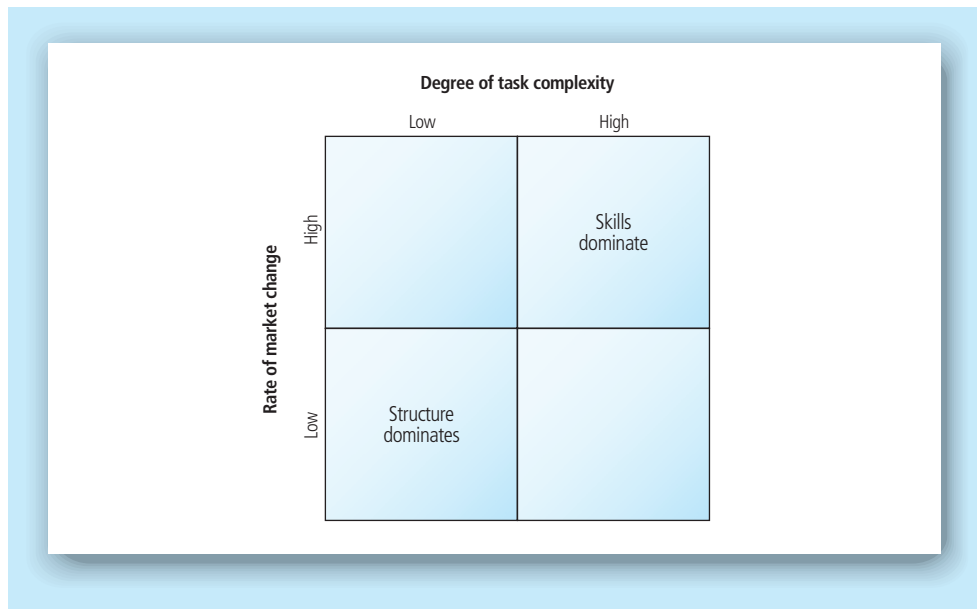 Degree of task complexity
Low
High
Rate of market change
High
Skills
dominate
Low
Structure
dominates